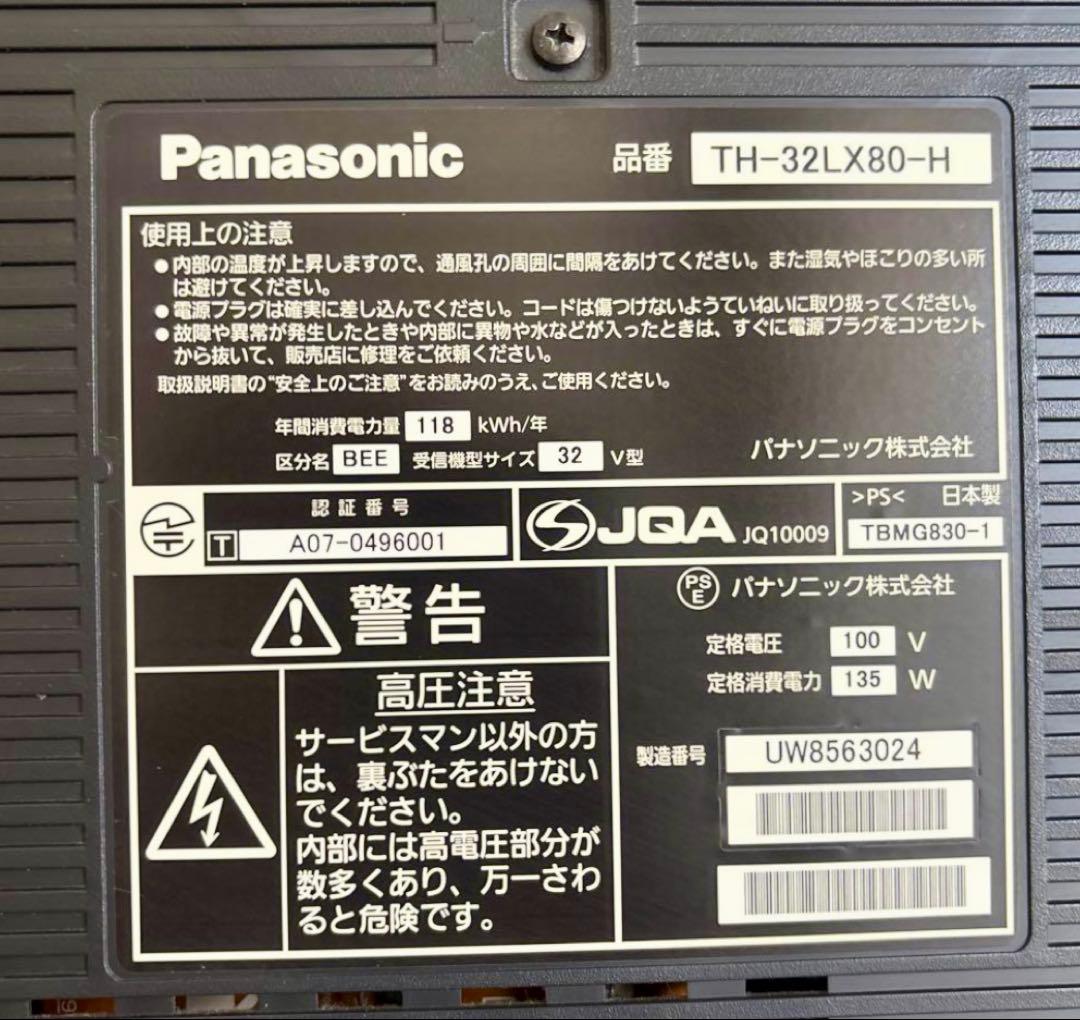 Panasonic
品番 TH-32LX80-H
使用上の注意
●内部の温度が上昇しますので、通風孔の周囲に間隔をあけてください。また湿気やほこりの多い所
は避けてください。
●電源プラグは確実に差し込んでください。コードは傷つけないようていねいに取り扱ってください。
●故障や異常が発生したときや内部に異物や水などが入ったときは、すぐに電源プラグをコンセント
から抜いて、販売店に修理をご依頼ください。
取扱説明書の“安全上のご注意”をお読みのうえ、ご使用ください。
年間消費電力量 118 kWh/年
区分名 BEE 受信機型サイズ 32 V型
パナソニック株式会社
認証番号
T A07-0496001
JQA JQ10009
>PS< 日本製
TBMG830-1
警告
高圧注意
サービスマン以外の方
は、裏ぶたをあけない
でください。
内部には高電圧部分が
数多くあり、万一さわ
ると危険です。
PSE パナソニック株式会社
定格電圧 100 V
定格消費電力 135 W
製造番号 UW8563024